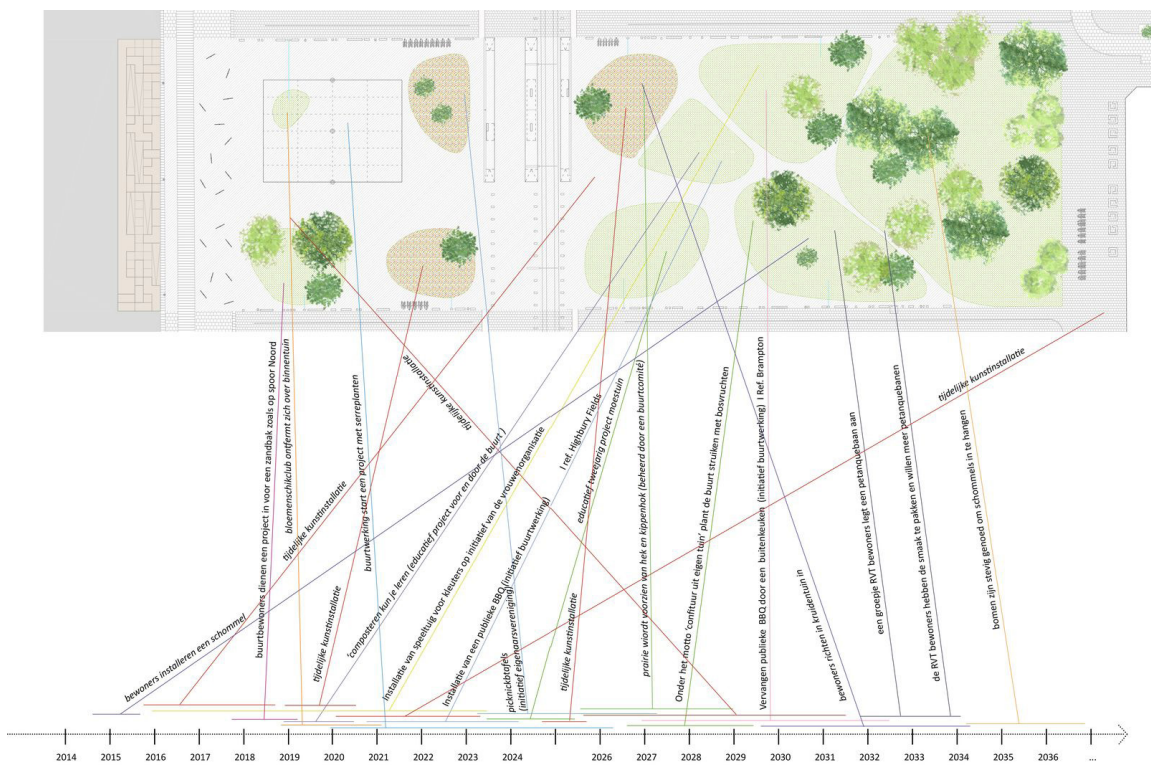 bewoners installeren een schommel
buurtbewoners dienen een project in voor een zandbak zoals op spoor Noord
tijdelijke kunstinstallatie
bloemenschikclub ontfermt zich over binnentuin
tijdelijke kunstinstallatie
buurtwerking start een project met serreplanten
'composteren kun je leren (educatief project voor en door de buurt )
tijdelijke kunstinstallatie
Installatie van speeltuig voor kleuters op initiatief van de vrouwenorganisatie
Installatie van een publieke BBQ (initiatief buurtwerking)
I ref. Highbury Fields
picknickbtafels
(initiatief eigenaarsvereniging)
educatief tweejarig project moestuin
tijdelijke kunstinstallatie
prairie wiordt voorzien van hek en kippenhok (beheerd door een buurtcomité)
Onder het motto 'confituur uit eigen tuin' plant de buurt struiken met bosvruchten
Vervangen publieke BBQ door een buitenkeuken (initiatief buurtwerking) I Ref. Brampton
bewoners richten in kruidentuin in
een groepje RVT bewoners legt een petanquebaan aan
de RVT bewoners hebben de smaak te pakken en willen meer petanquebanen
tijdelijke kunstinstallatie
bomen zijn stevig genoed om schommels in te hangen
2014 2015 2016 2017 2018 2019 2020 2021 2022 2023 2024 2026 2027 2028 2029 2030 2031 2032 2033 2034 2035 2036 ...